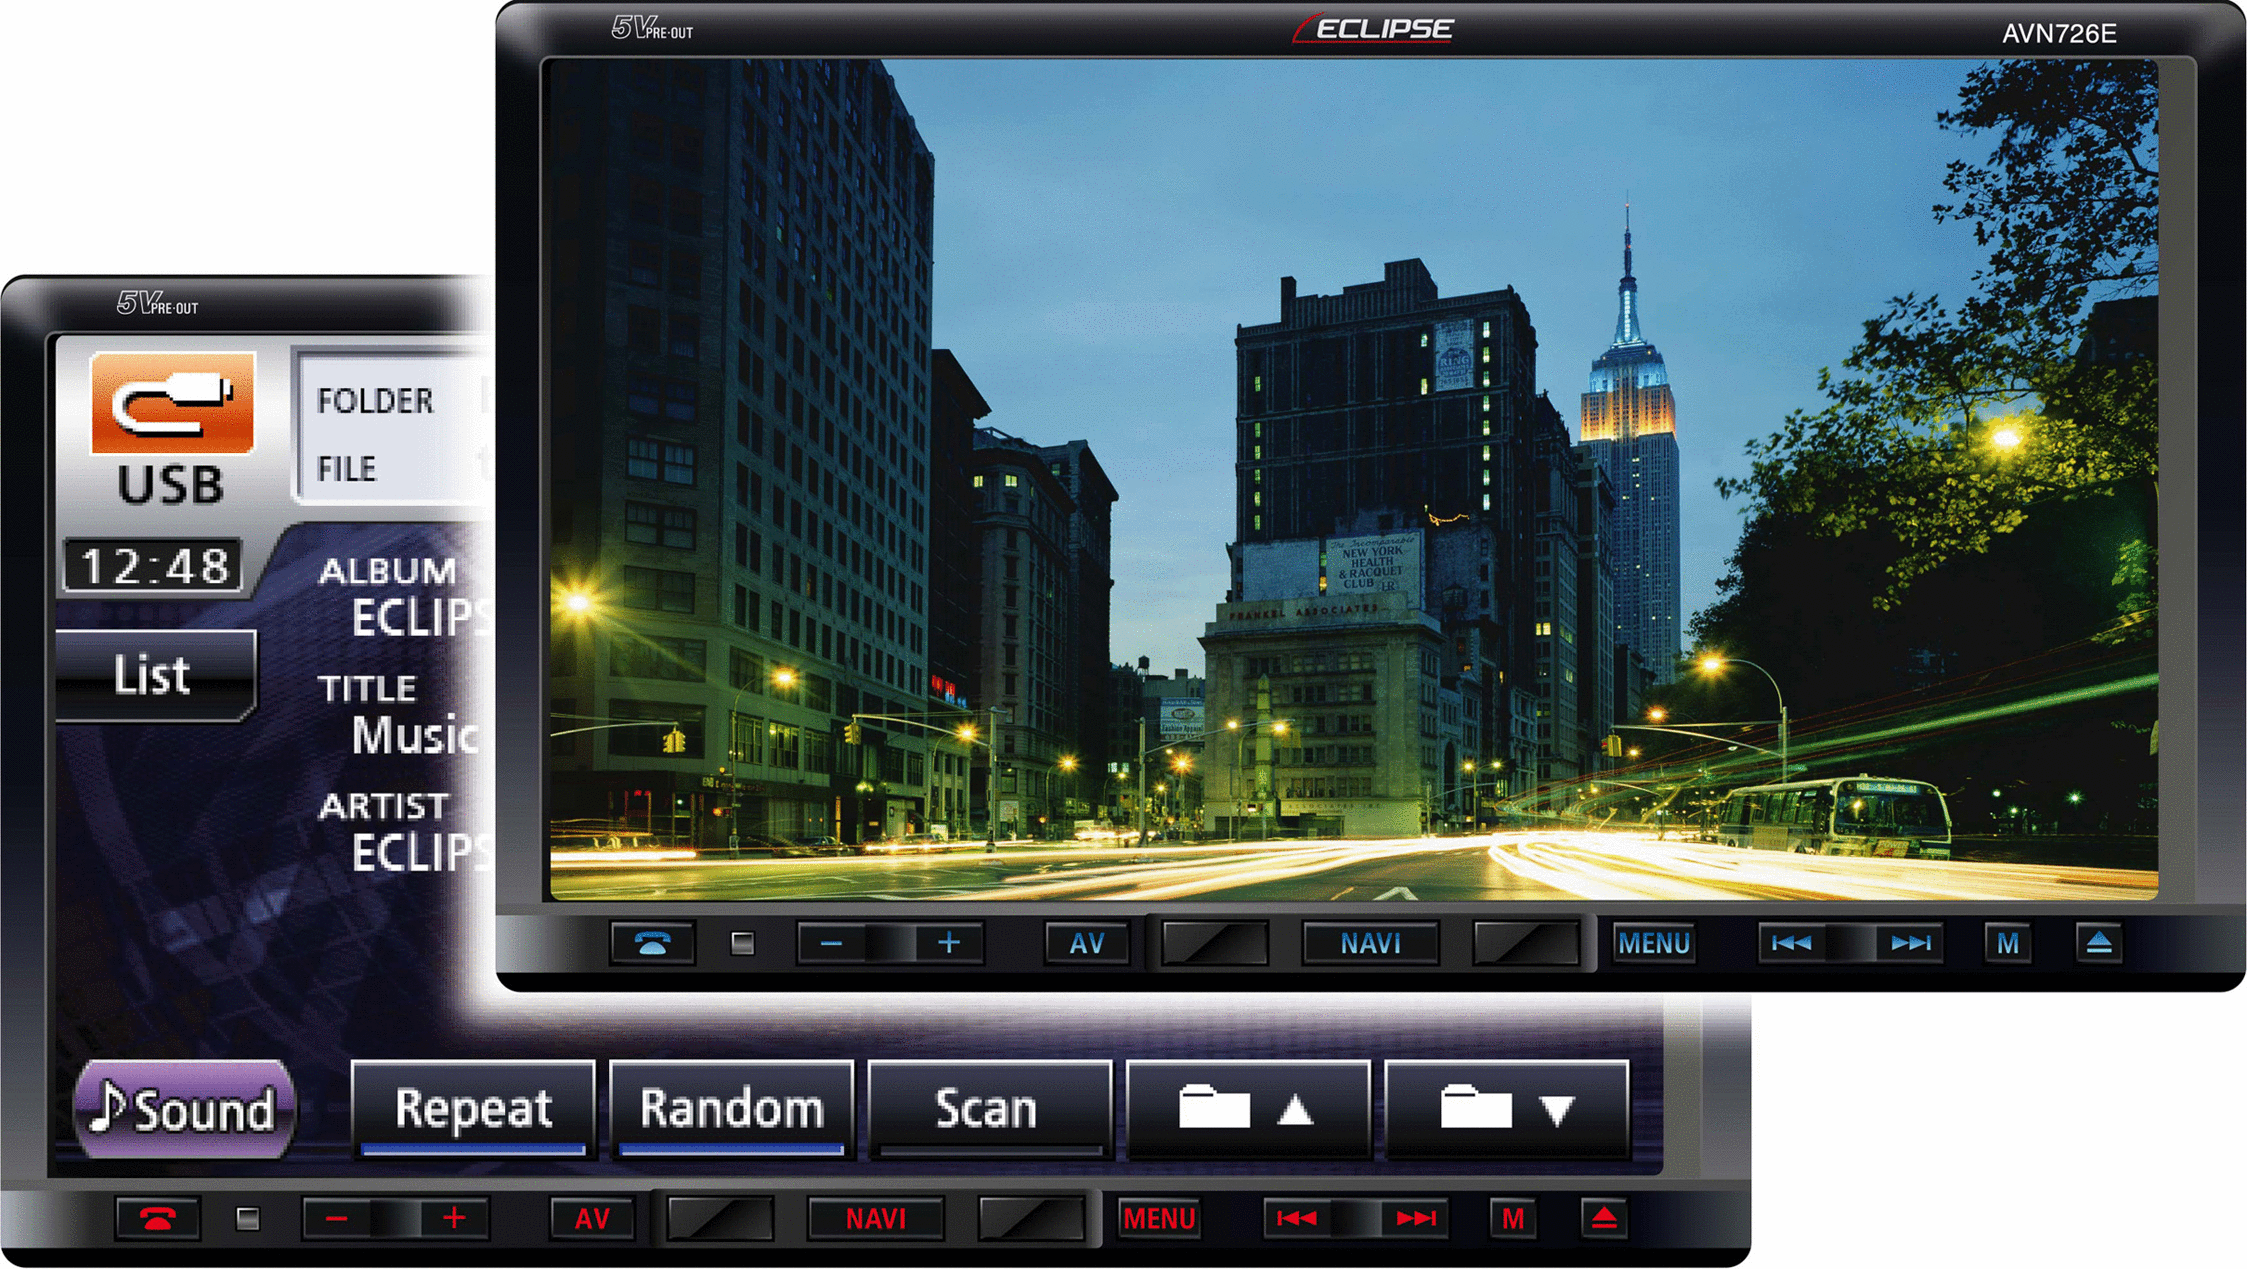 5V PRE·OUT
ECLIPSE
AVN726E
RING
The Incomparable
NEW YORK
HEALTH
& RACQUET
CLUB
FRANKEL ASSOCIATES
AV
NAVI
MENU
M
5V PRE·OUT
USB
FOLDER
FILE
12:48
List
ALBUM
ECLIPS
TITLE
Music
ARTIST
ECLIPS
Sound
Repeat
Random
Scan
AV
NAVI
MENU
M